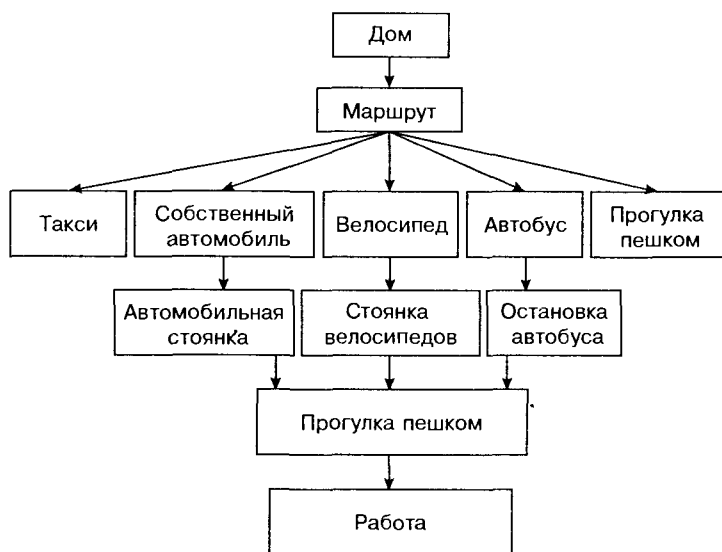 Дом
Маршрут
Такси
Собственный
автомобиль
Велосипед
Автобус
Прогулка
пешком
Автомобильная
стоянка
Стоянка
велосипедов
Остановка
автобуса
Прогулка пешком
Работа